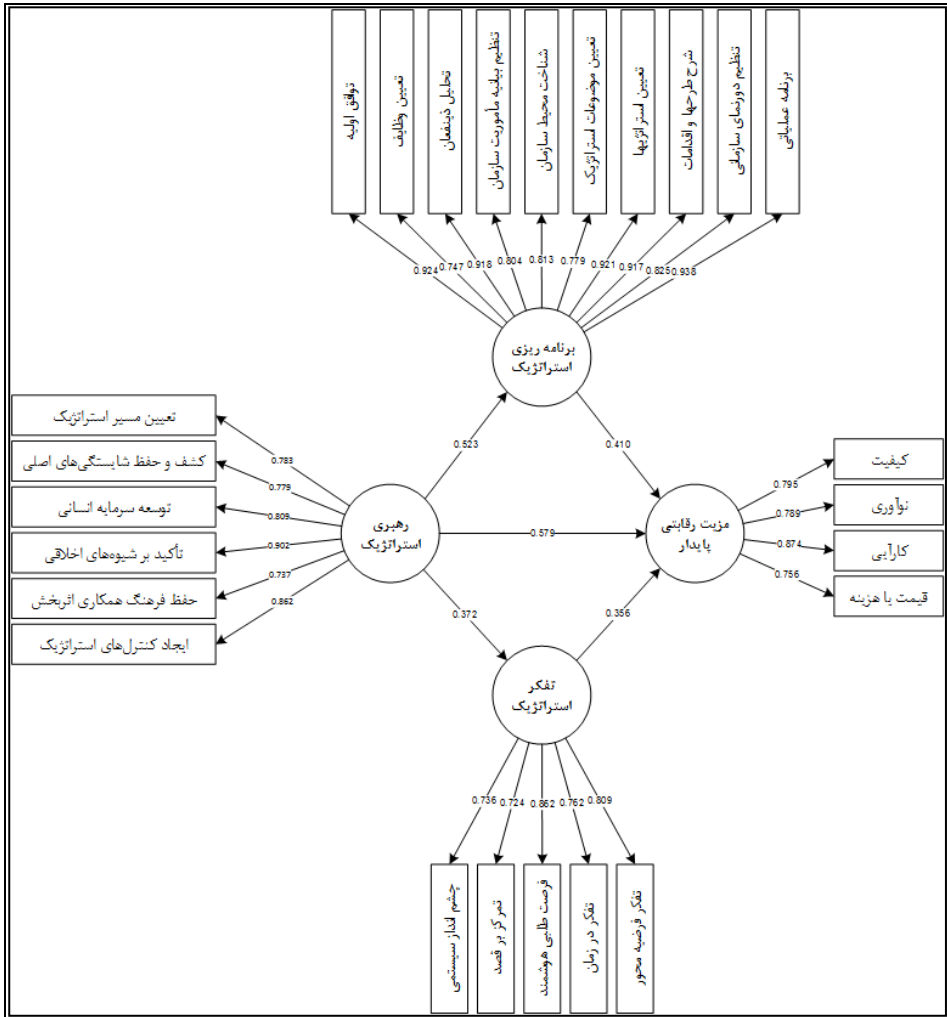 توافق اولیه
تعیین وظایف
تحلیل ذینفعان
تنظیم بیانیه مأموریت سازمان
شناخت محیط سازمان
تعیین موضوعات استراتژیک
تعیین استراتژیها
شرح طرحها و اقدامات
تنظیم دورنمای سازمانی
برنامه عملیاتی
0.924
0.747
0.918
0.804
0.813
0.779
0.921
0.917
0.825
0.938
برنامه ریزی
استراتژیک
0.523
0.410
تعیین مسیر استراتژیک
کشف و حفظ شایستگی‌های اصلی
توسعه سرمایه انسانی
تأکید بر شیوه‌های اخلاقی
حفظ فرهنگ همکاری اثربخش
ایجاد کنترل‌های استراتژیک
0.783
0.779
0.809
0.902
0.737
0.862
رهبری
استراتژیک
0.579
مزیت رقابتی
پایدار
0.795
0.789
0.874
0.756
کیفیت
نوآوری
کارآیی
قیمت یا هزینه
0.372
0.356
تفکر
استراتژیک
0.736
0.724
0.862
0.762
0.809
چشم انداز سیستمی
تمرکز بر قصد
فرصت طلبی هوشمند
تفکر در زمان
تفکر فرضیه محور